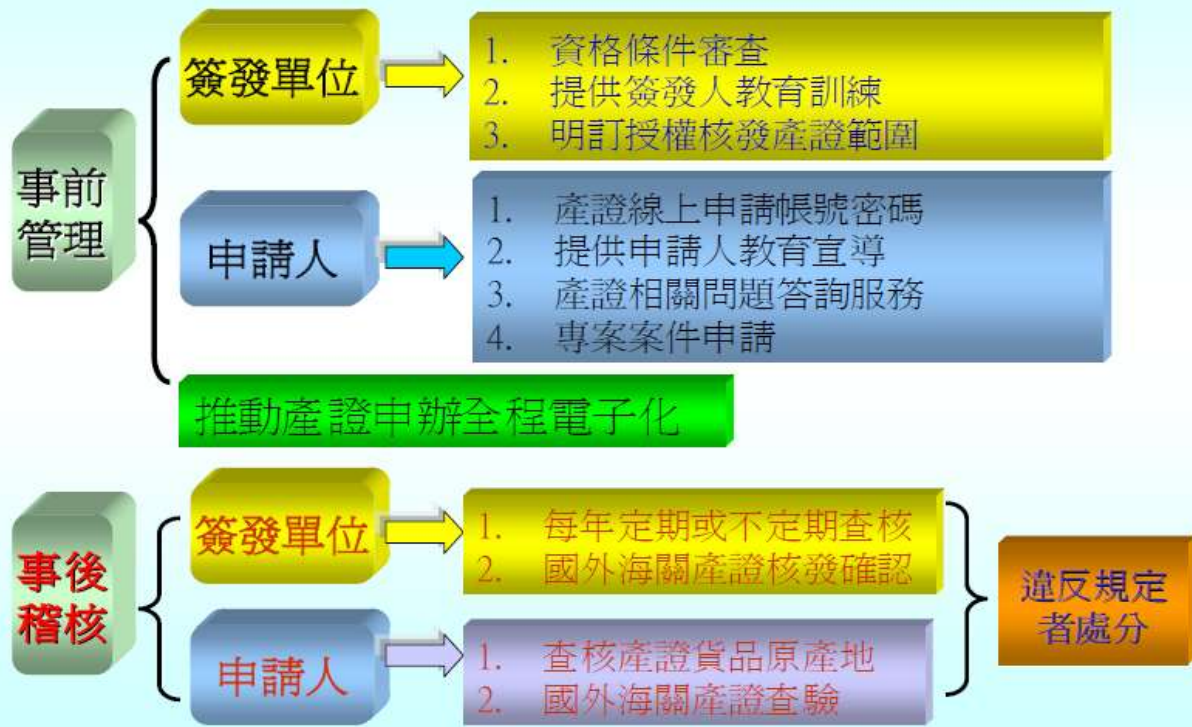 事前
管理
簽發單位
1. 資格條件審查
2. 提供簽發人教育訓練
3. 明訂授權核發產證範圍
申請人
1. 產證線上申請帳號密碼
2. 提供申請人教育宣導
3. 產證相關問題答詢服務
4. 專案案件申請
推動產證申辦全程電子化
事後
稽核
簽發單位
1. 每年定期或不定期查核
2. 國外海關產證核發確認
申請人
1. 查核產證貨品原產地
2. 國外海關產證查驗
違反規定
者處分